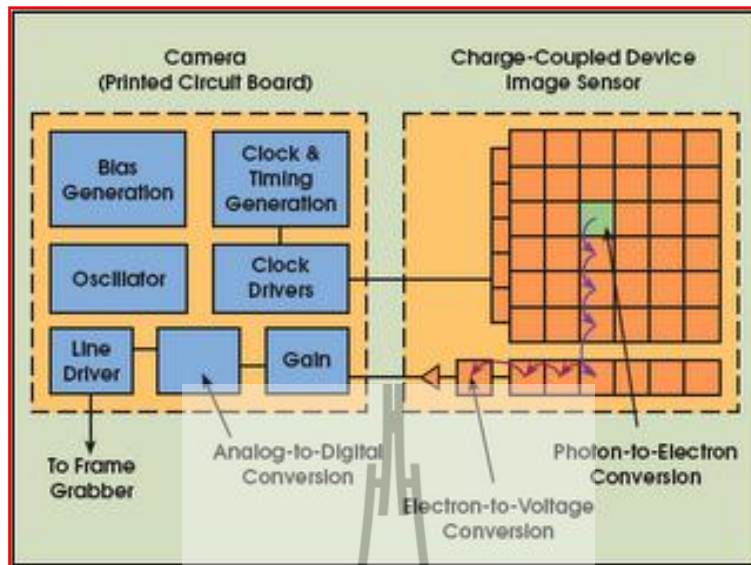 Camera
(Printed Circuit Board)
Charge-Coupled Device
Image Sensor
Bias
Generation
Clock &
Timing
Generation
Oscillator
Clock
Drivers
Line
Driver
Gain
To Frame
Grabber
Analog-to-Digital
Conversion
Electron-to-Voltage
Conversion
Photon-to-Electron
Conversion